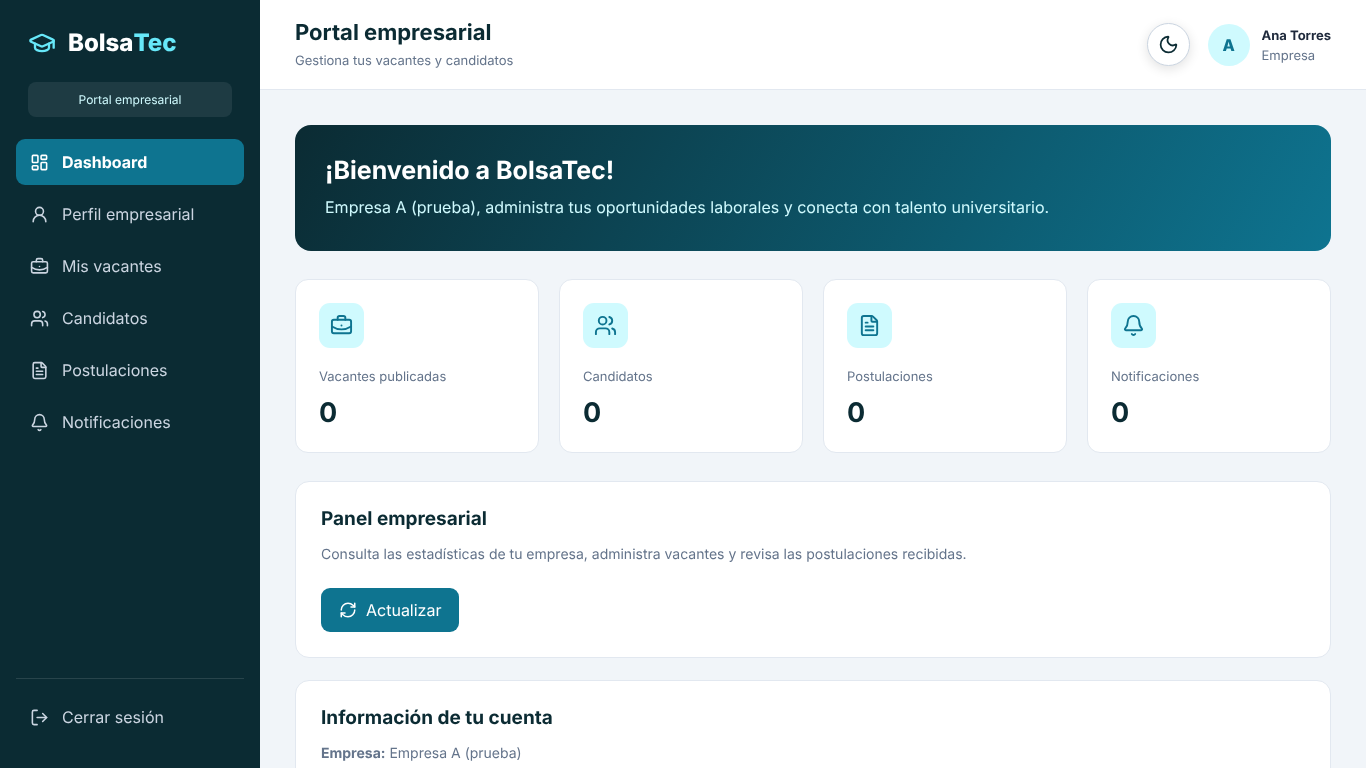 BolsaTec
Portal empresarial
Dashboard
Perfil empresarial
Mis vacantes
Candidatos
Postulaciones
Notificaciones
Cerrar sesión
Portal empresarial
Gestiona tus vacantes y candidatos
A
Ana Torres
Empresa
¡Bienvenido a BolsaTec!
Empresa A (prueba), administra tus oportunidades laborales y conecta con talento universitario.
Vacantes publicadas
0
Candidatos
0
Postulaciones
0
Notificaciones
0
Panel empresarial
Consulta las estadísticas de tu empresa, administra vacantes y revisa las postulaciones recibidas.
Actualizar
Información de tu cuenta
Empresa: Empresa A (prueba)